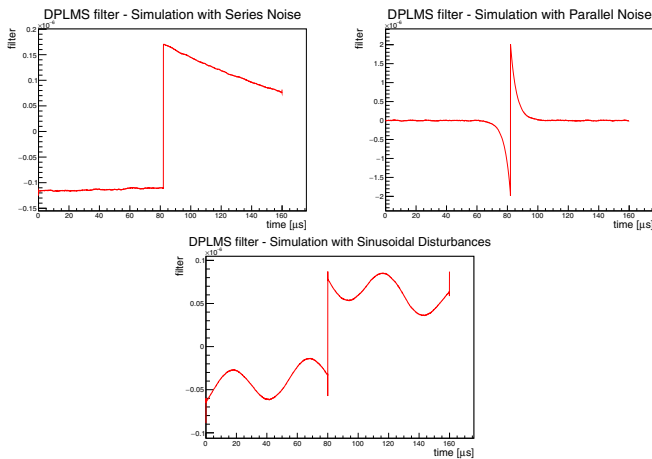 DPLMS filter - Simulation with Series Noise
×10⁻⁶
filter
0.2
0.15
0.1
0.05
0
−0.05
−0.1
−0.15
0 20 40 60 80 100 120 140 160
time [μs]
DPLMS filter - Simulation with Parallel Noise
×10⁻⁶
filter
2
1.5
1
0.5
0
−0.5
−1
−1.5
−2
0 20 40 60 80 100 120 140 160
time [μs]
DPLMS filter - Simulation with Sinusoidal Disturbances
×10⁻⁶
filter
0.1
0.05
0
−0.05
−0.1
0 20 40 60 80 100 120 140 160
time [μs]